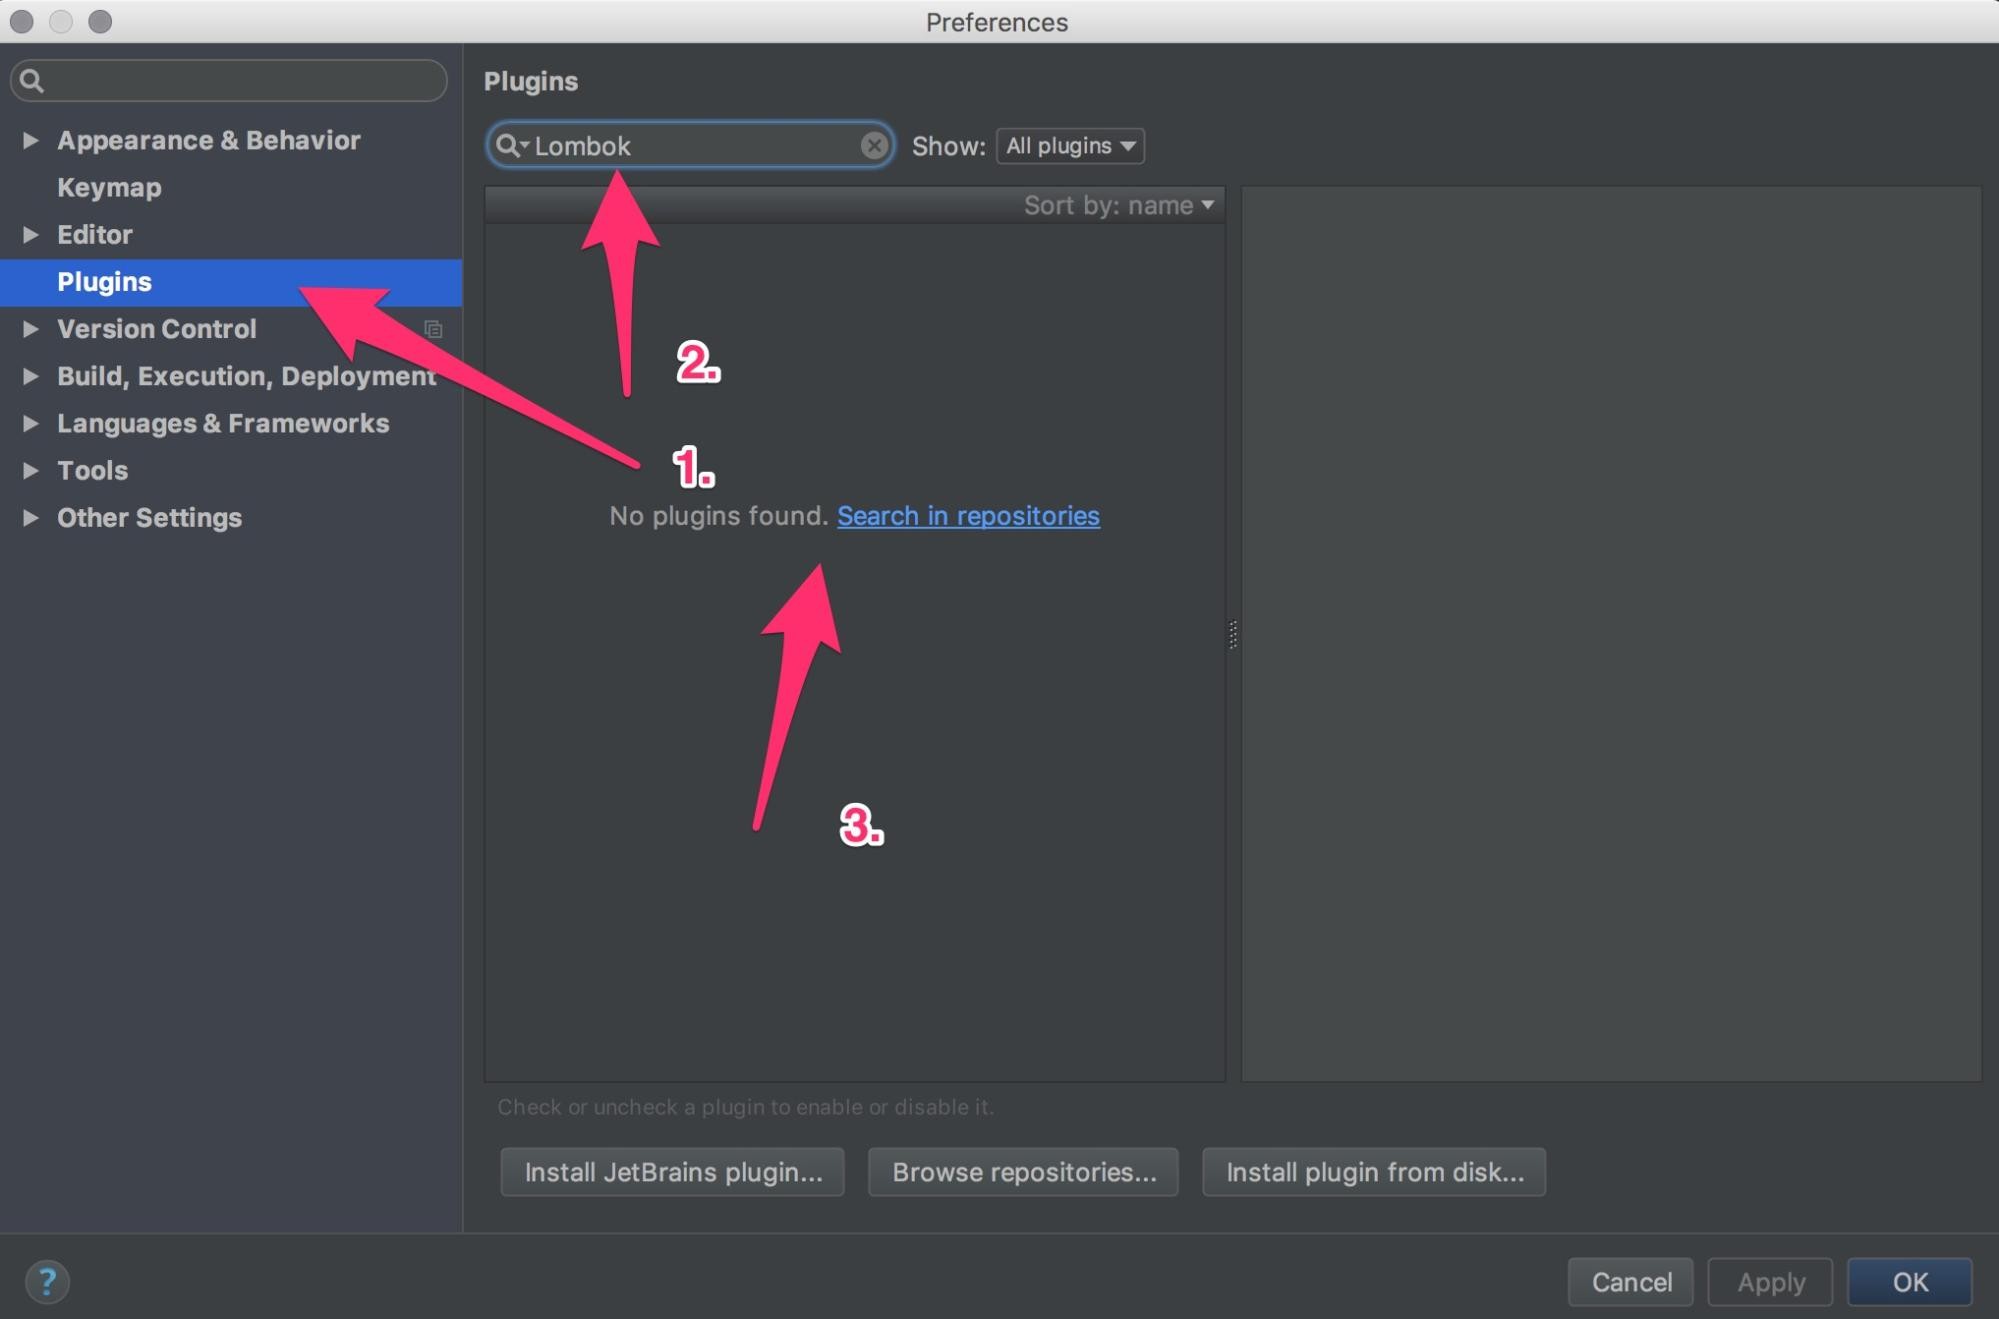 Preferences
Appearance & Behavior
Keymap
Editor
Plugins
Version Control
Build, Execution, Deployment
Languages & Frameworks
Tools
Other Settings
Plugins
Lombok
Show: All plugins
Sort by: name
2.
1.
No plugins found. Search in repositories
3.
Check or uncheck a plugin to enable or disable it.
Install JetBrains plugin...
Browse repositories...
Install plugin from disk...
?
Cancel
Apply
OK